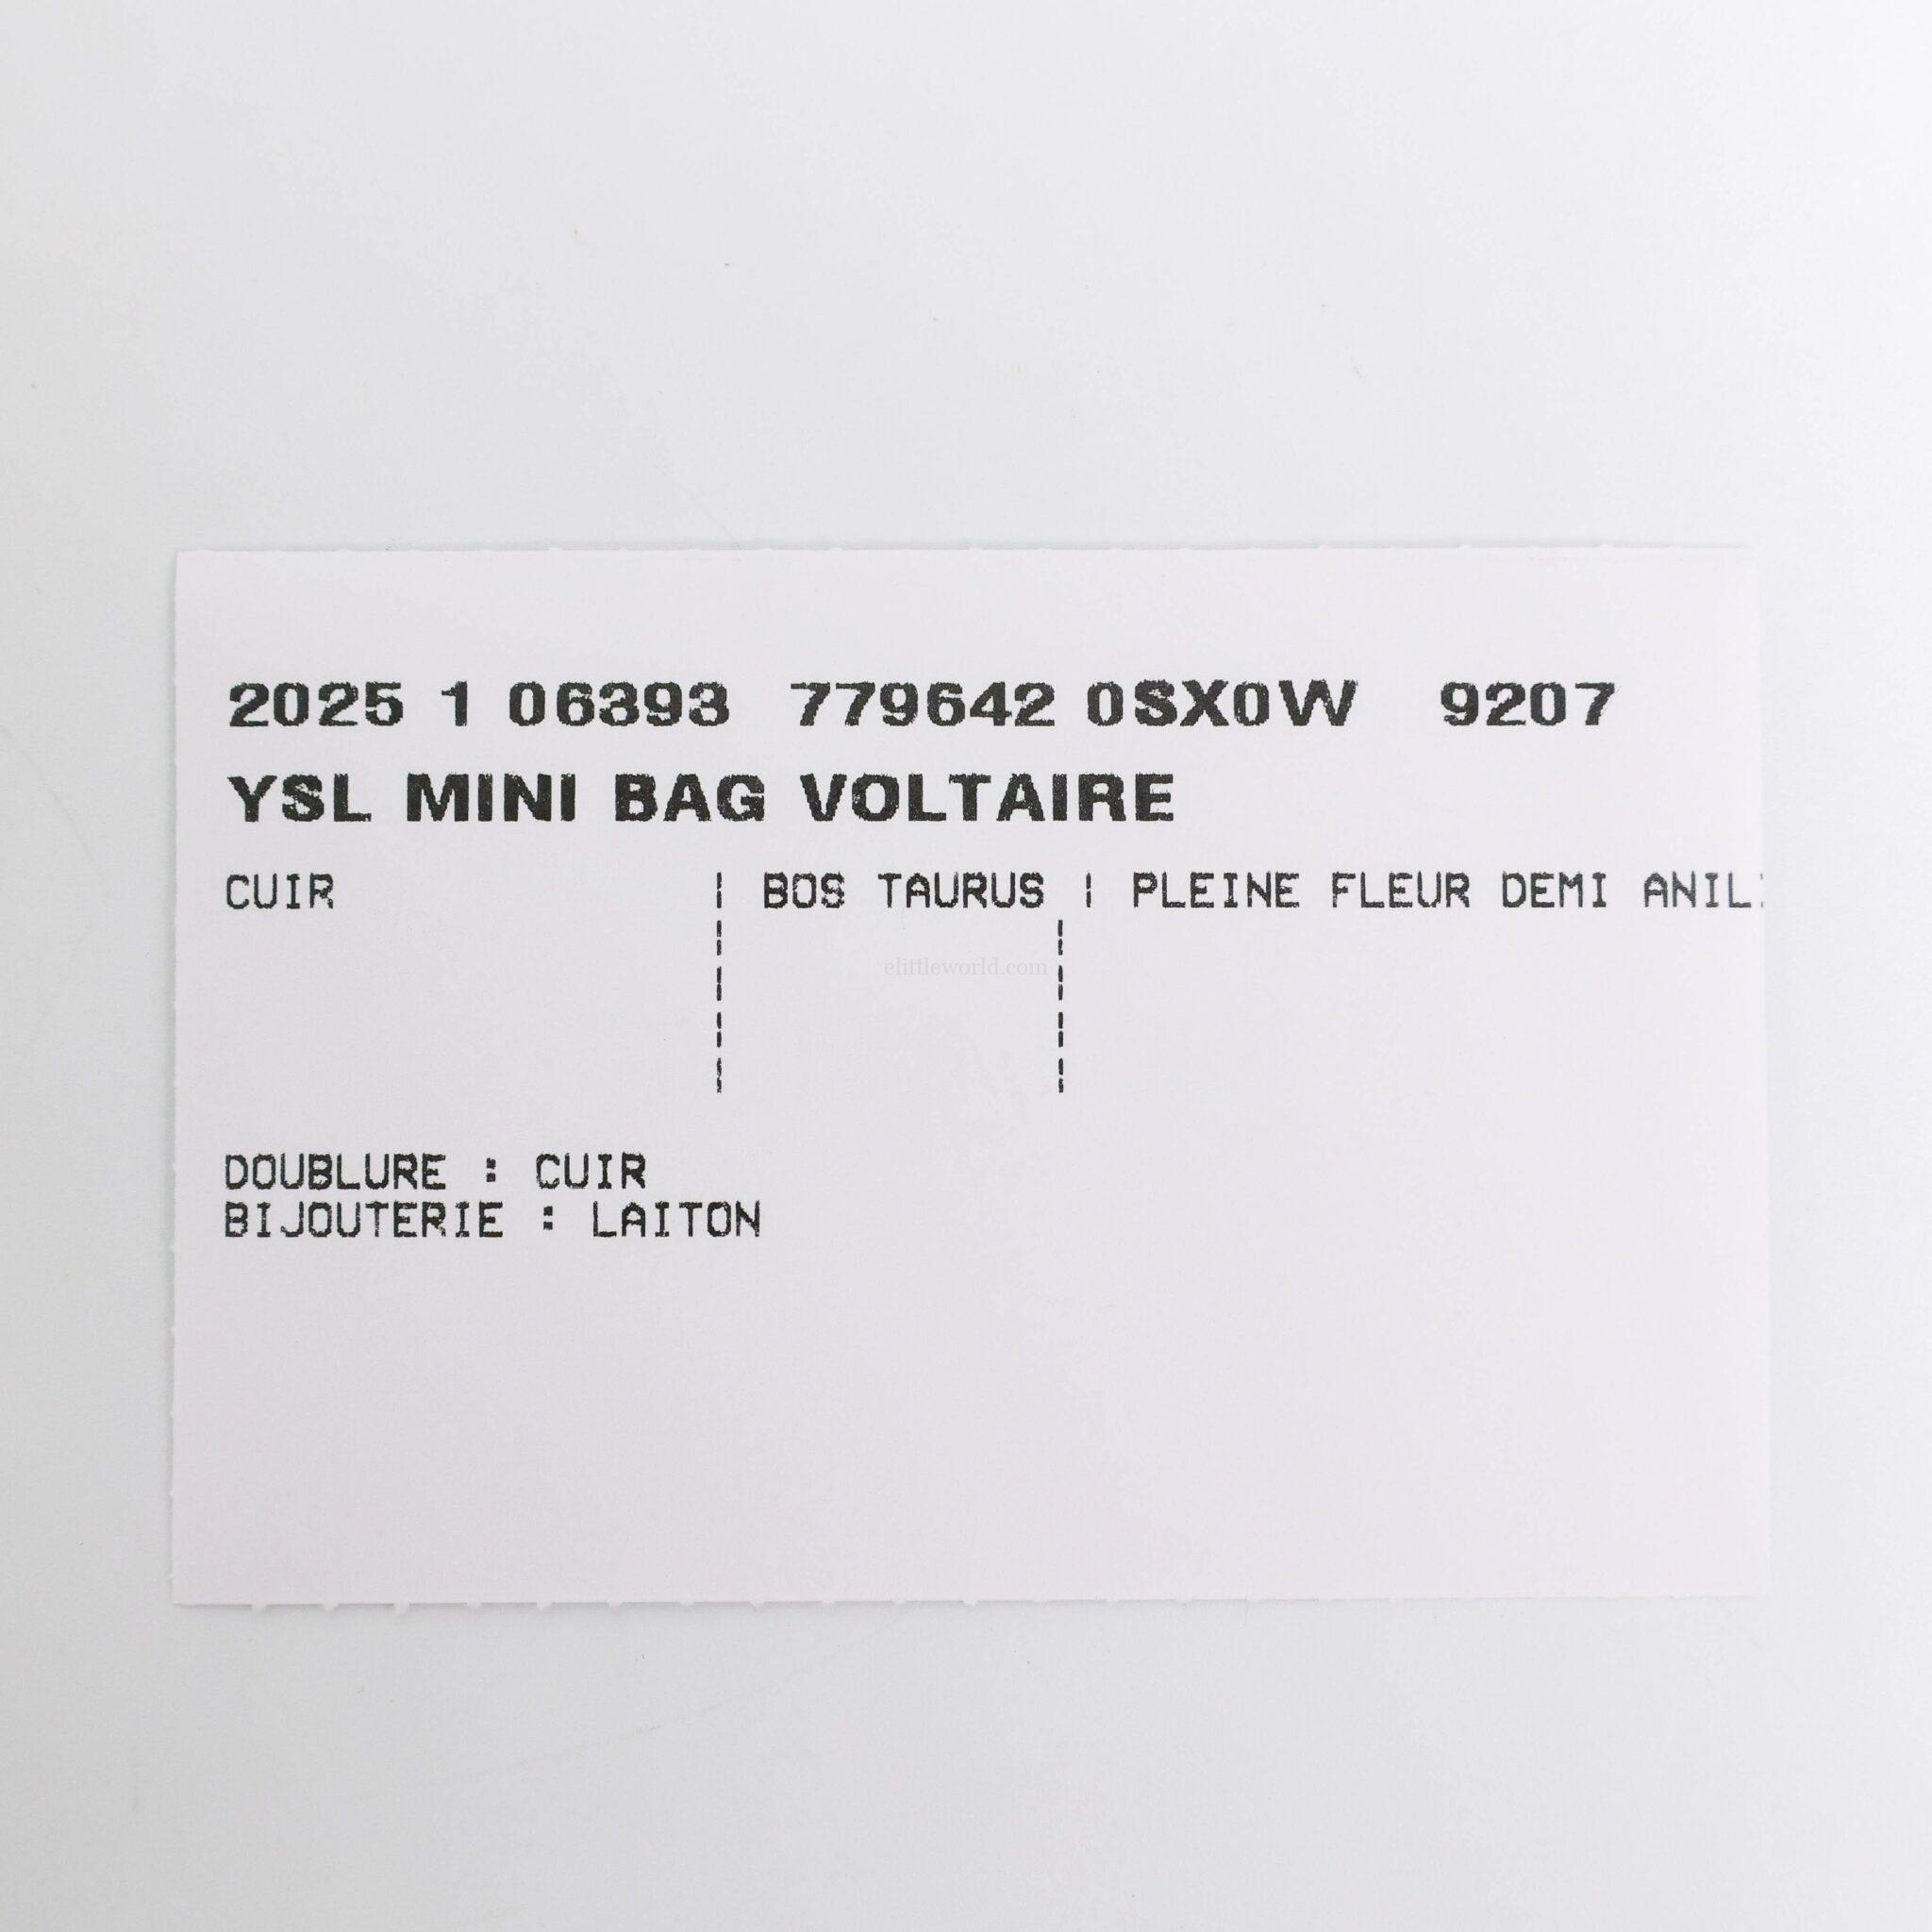 2025 1 06393 779642 0SX0W 9207
YSL MINI BAG VOLTAIRE
CUIR | BOS TAURUS | PLEINE FLEUR DEMI ANIL
elittleworld.com
DOUBLURE : CUIR
BIJOUTERIE : LAITON